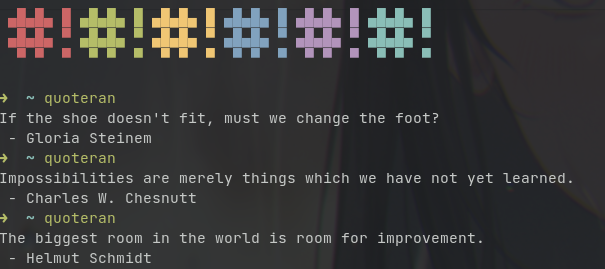 #!#!#!#!#!#!
➜ ~ quoteran
If the shoe doesn't fit, must we change the foot?
- Gloria Steinem
➜ ~ quoteran
Impossibilities are merely things which we have not yet learned.
- Charles W. Chesnutt
➜ ~ quoteran
The biggest room in the world is room for improvement.
- Helmut Schmidt